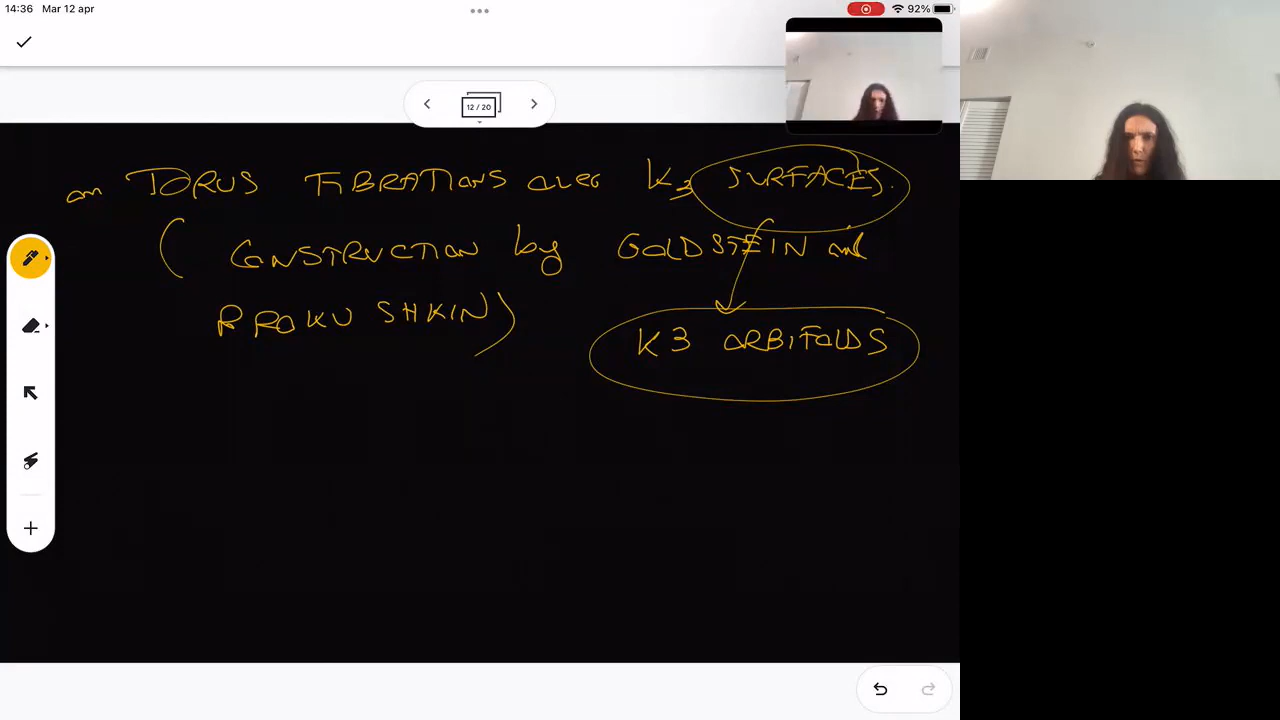 14:36 Mar 12 apr
92%
12 / 20
on TORUS FIBRATIONS over K3 SURFACES.
( CONSTRUCTION by GOLDSTEIN and
PROKUSHKIN)
K3 ORBIFOLDS